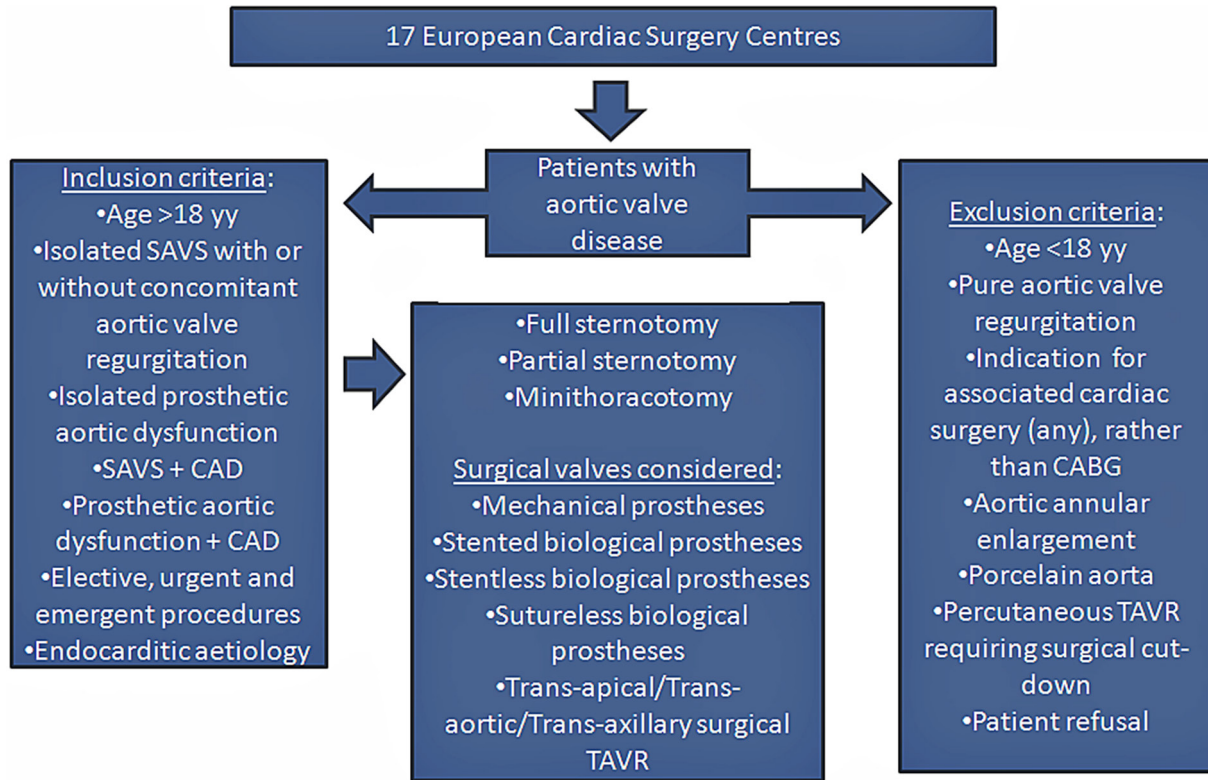 17 European Cardiac Surgery Centres
Patients with
aortic valve
disease
Inclusion criteria:
•Age >18 yy
•Isolated SAVS with or
without concomitant
aortic valve
regurgitation
•Isolated prosthetic
aortic dysfunction
•SAVS + CAD
•Prosthetic aortic
dysfunction + CAD
•Elective, urgent and
emergent procedures
•Endocarditic aetiology
•Full sternotomy
•Partial sternotomy
•Minithoracotomy
Surgical valves considered:
•Mechanical prostheses
•Stented biological prostheses
•Stentless biological prostheses
•Sutureless biological
prostheses
•Trans-apical/Trans-
aortic/Trans-axillary surgical
TAVR
Exclusion criteria:
•Age <18 yy
•Pure aortic valve
regurgitation
•Indication for
associated cardiac
surgery (any), rather
than CABG
•Aortic annular
enlargement
•Porcelain aorta
•Percutaneous TAVR
requiring surgical cut-
down
•Patient refusal